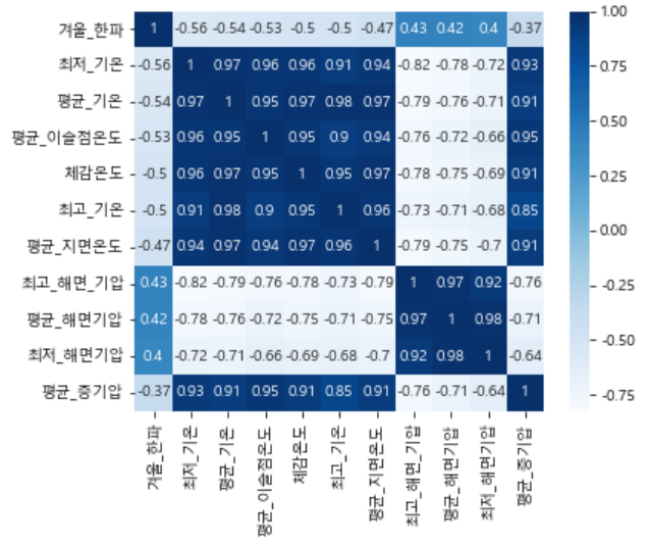 겨울_한파 1 -0.56 -0.54 -0.53 -0.5 -0.5 -0.47 0.43 0.42 0.4 -0.37
최저_기온 -0.56 1 0.97 0.96 0.96 0.91 0.94 -0.82 -0.78 -0.72 0.93
평균_기온 -0.54 0.97 1 0.95 0.97 0.98 0.97 -0.79 -0.76 -0.71 0.91
평균_이슬점온도 -0.53 0.96 0.95 1 0.95 0.9 0.94 -0.76 -0.72 -0.66 0.95
체감온도 -0.5 0.96 0.97 0.95 1 0.95 0.97 -0.78 -0.75 -0.69 0.91
최고_기온 -0.5 0.91 0.98 0.9 0.95 1 0.96 -0.73 -0.71 -0.68 0.85
평균_지면온도 -0.47 0.94 0.97 0.94 0.97 0.96 1 -0.79 -0.75 -0.7 0.91
최고_해면_기압 0.43 -0.82 -0.79 -0.76 -0.78 -0.73 -0.79 1 0.97 0.92 -0.76
평균_해면기압 0.42 -0.78 -0.76 -0.72 -0.75 -0.71 -0.75 0.97 1 0.98 -0.71
최저_해면기압 0.4 -0.72 -0.71 -0.66 -0.69 -0.68 -0.7 0.92 0.98 1 -0.64
평균_증기압 -0.37 0.93 0.91 0.95 0.91 0.85 0.91 -0.76 -0.71 -0.64 1
겨울_한파
최저_기온
평균_기온
평균_이슬점온도
체감온도
최고_기온
평균_지면온도
최고_해면_기압
평균_해면기압
최저_해면기압
평균_증기압
1.00
0.75
0.50
0.25
0.00
-0.25
-0.50
-0.75